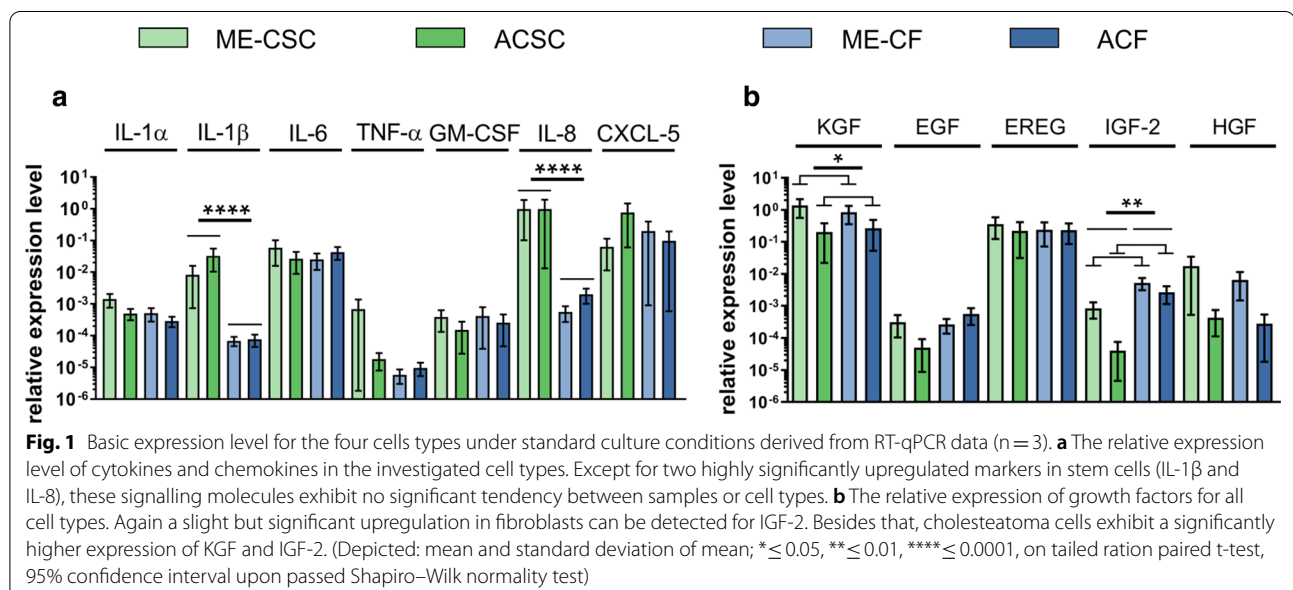 ME-CSC ACSC ME-CF ACF
a
IL-1α IL-1β IL-6 TNF-α GM-CSF IL-8 CXCL-5
**** ****
relative expression level
10¹
10⁰
10⁻¹
10⁻²
10⁻³
10⁻⁴
10⁻⁵
10⁻⁶
b
KGF EGF EREG IGF-2 HGF
* **
relative expression level
10¹
10⁰
10⁻¹
10⁻²
10⁻³
10⁻⁴
10⁻⁵
10⁻⁶
Fig. 1 Basic expression level for the four cells types under standard culture conditions derived from RT-qPCR data (n = 3). a The relative expression
level of cytokines and chemokines in the investigated cell types. Except for two highly significantly upregulated markers in stem cells (IL-1β and
IL-8), these signalling molecules exhibit no significant tendency between samples or cell types. b The relative expression of growth factors for all
cell types. Again a slight but significant upregulation in fibroblasts can be detected for IGF-2. Besides that, cholesteatoma cells exhibit a significantly
higher expression of KGF and IGF-2. (Depicted: mean and standard deviation of mean; *≤ 0.05, **≤ 0.01, ****≤ 0.0001, on tailed ration paired t-test,
95% confidence interval upon passed Shapiro–Wilk normality test)